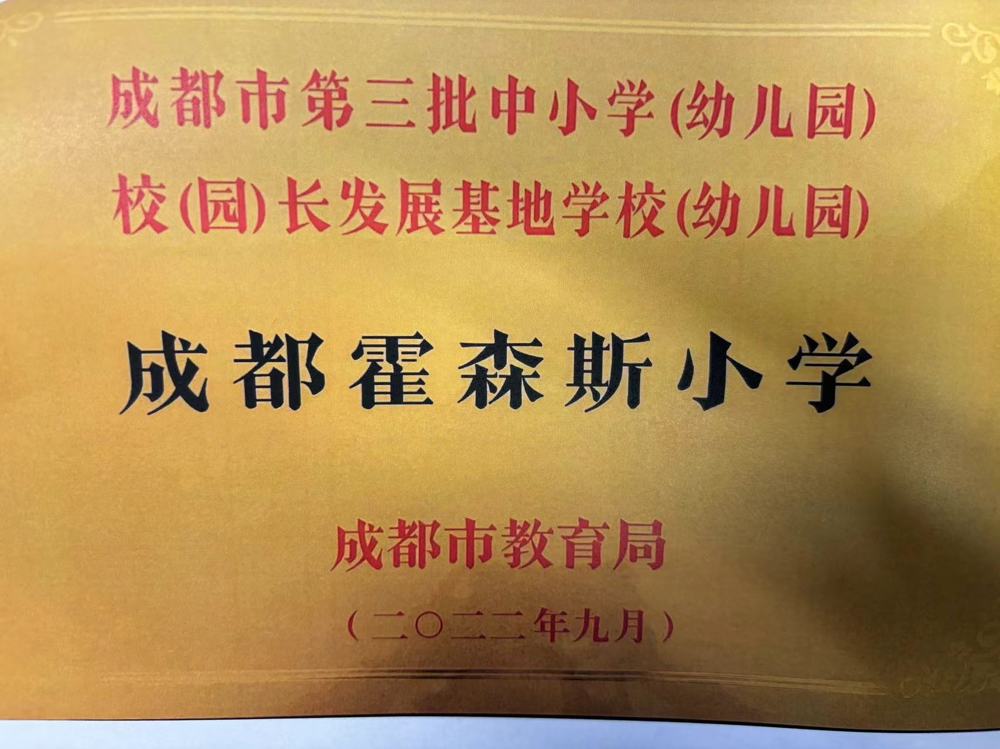 成都市第三批中小学(幼儿园)
校(园)长发展基地学校(幼儿园)
成都霍森斯小学
成都市教育局
(二〇二二年九月)